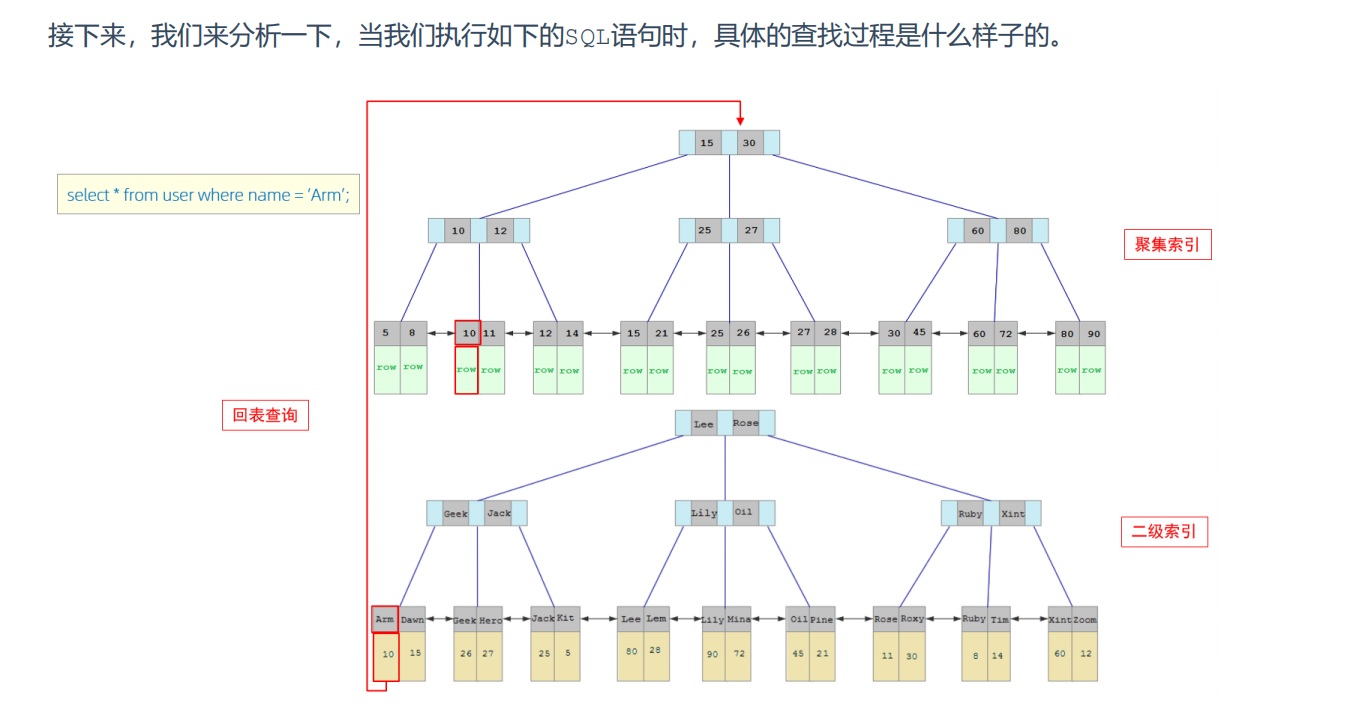 接下来，我们来分析一下，当我们执行如下的SQL语句时，具体的查找过程是什么样子的。
15 30
select * from user where name = 'Arm';
10 12 25 27 60 80
聚集索引
5 8 10 11 12 14 15 21 25 26 27 28 30 45 60 72 80 90
row row row row row row row row row row row row row row row row row row
回表查询
Lee Rose
Geek Jack Lily Oil Ruby Xint
二级索引
Arm Dawn Geek Hero Jack Kit Lee Lem Lily Mina Oil Pine Rose Roxy Ruby Tim Xint Zoom
10 15 26 27 25 5 80 28 90 72 45 21 11 30 8 14 60 12